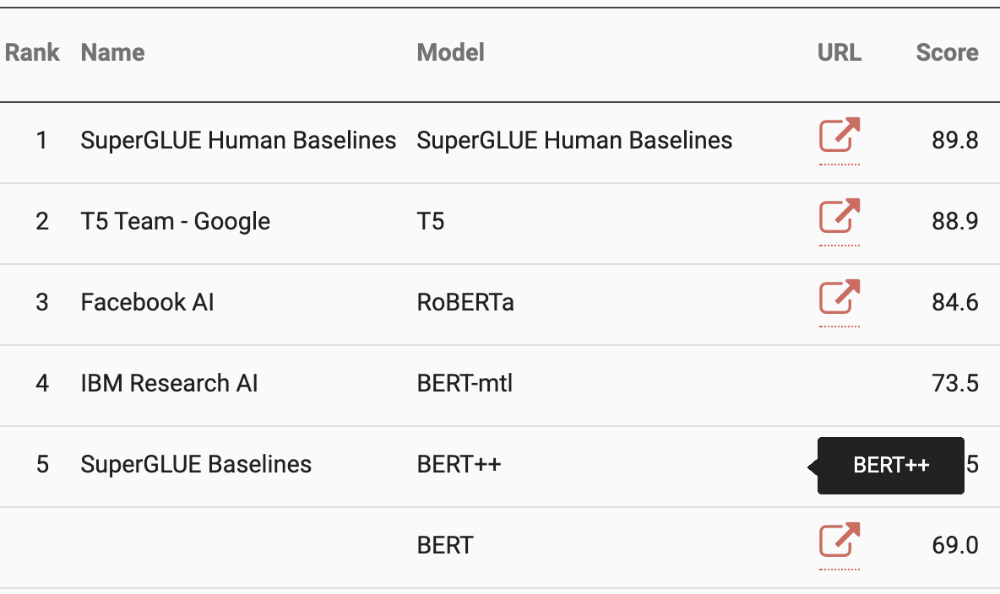 Rank Name Model URL Score
1 SuperGLUE Human Baselines SuperGLUE Human Baselines 89.8
2 T5 Team - Google T5 88.9
3 Facebook AI RoBERTa 84.6
4 IBM Research AI BERT-mtl 73.5
5 SuperGLUE Baselines BERT++ BERT++ 5
BERT 69.0